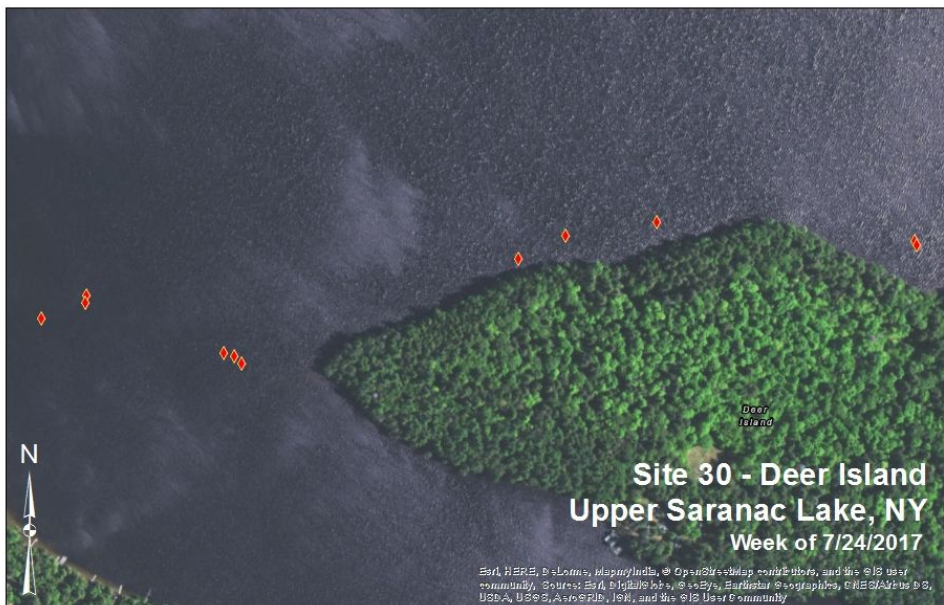 Deer
Island
N
Site 30 - Deer Island
Upper Saranac Lake, NY
Week of 7/24/2017
Esri, HERE, DeLorme, MapmyIndia, © OpenStreetMap contributors, and the GIS user
community, Source: Esri, DigitalGlobe, GeoEye, Earthstar Geographics, CNES/Airbus DS,
USDA, USGS, AeroGRID, IGN, and the GIS User Community